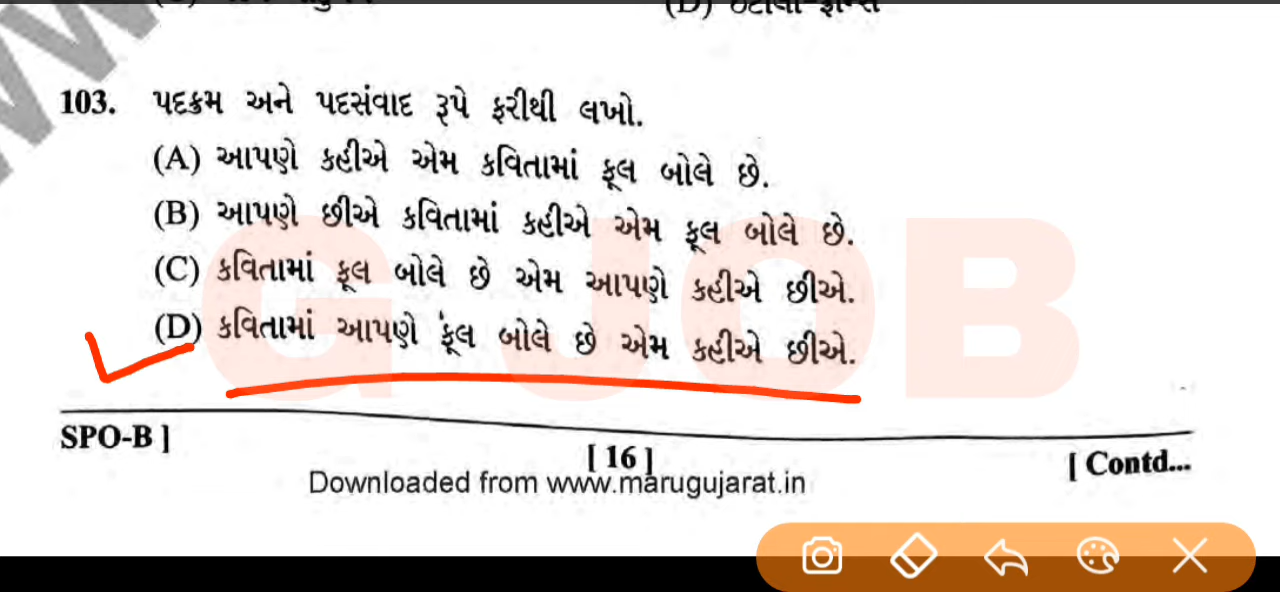 103. પદક્રમ અને પદસંવાદ રૂપે ફરીથી લખો.
(A) આપણે કહીએ એમ કવિતામાં ફૂલ બોલે છે.
(B) આપણે છીએ કવિતામાં કહીએ એમ ફૂલ બોલે છે.
(C) કવિતામાં ફૂલ બોલે છે એમ આપણે કહીએ છીએ.
(D) કવિતામાં આપણે ફૂલ બોલે છે એમ કહીએ છીએ.
G JOB
SPO-B ] [ 16 ] [ Contd...
Downloaded from www.marugujarat.in